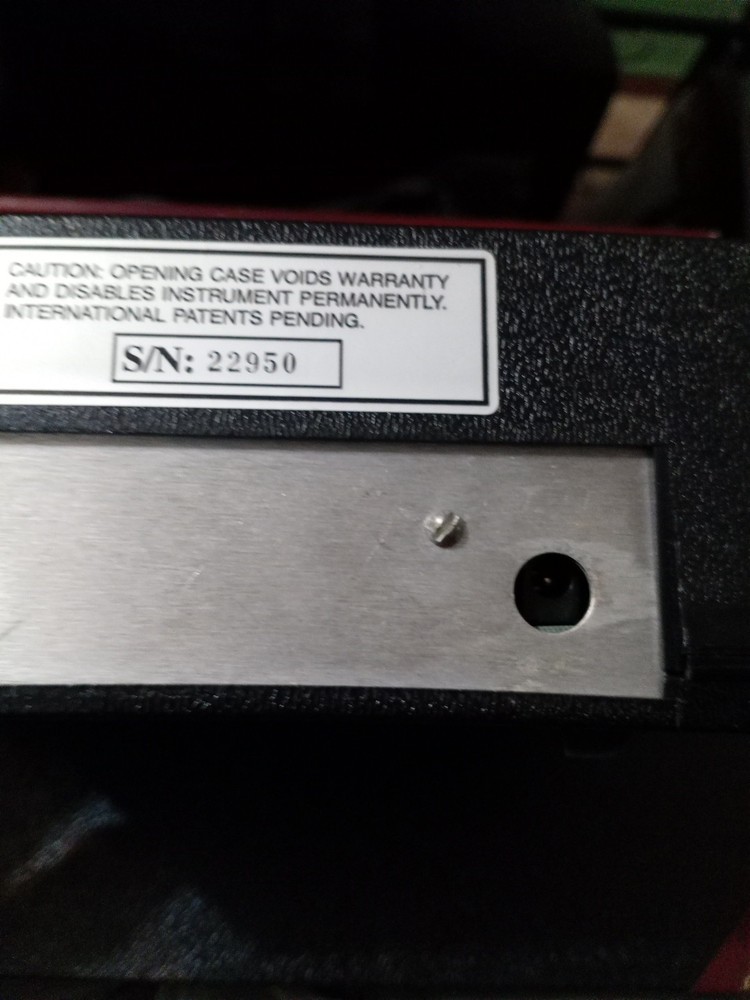 CAUTION: OPENING CASE VOIDS WARRANTY
AND DISABLES INSTRUMENT PERMANENTLY.
INTERNATIONAL PATENTS PENDING.
S/N: 22950